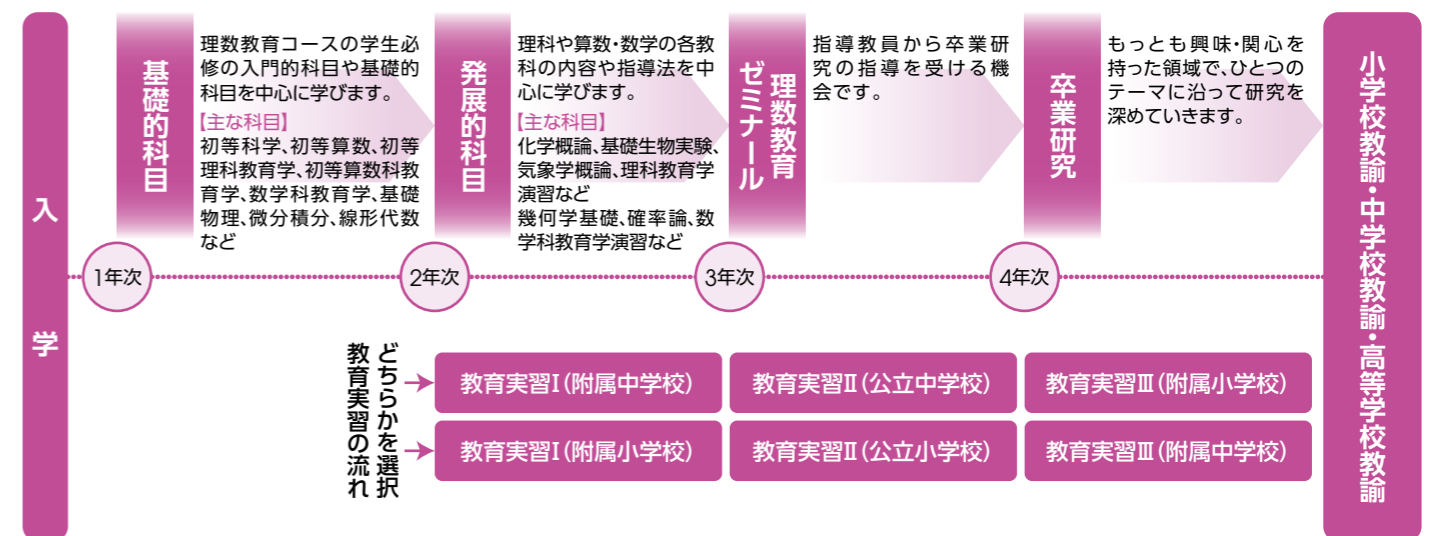 入学
基礎的科目
理数教育コースの学生必
修の入門的科目や基礎的
科目を中心に学びます。
【主な科目】
初等科学、初等算数、初等
理科教育学、初等算数科教
育学、数学科教育学、基礎
物理、微分積分、線形代数
など
発展的科目
理科や算数・数学の各教
科の内容や指導法を中
心に学びます。
【主な科目】
化学概論、基礎生物実験、
気象学概論、理科教育学
演習など
幾何学基礎、確率論、数
学科教育学演習など
理数教育
ゼミナール
指導教員から卒業研
究の指導を受ける機
会です。
卒業研究
もっとも興味・関心を
持った領域で、ひとつの
テーマに沿って研究を
深めていきます。
1年次
2年次
3年次
4年次
どちらかを選択
教育実習の流れ
教育実習Ⅰ(附属中学校)
教育実習Ⅱ(公立中学校)
教育実習Ⅲ(附属小学校)
教育実習Ⅰ(附属小学校)
教育実習Ⅱ(公立小学校)
教育実習Ⅲ(附属中学校)
小学校教諭・中学校教諭・高等学校教諭